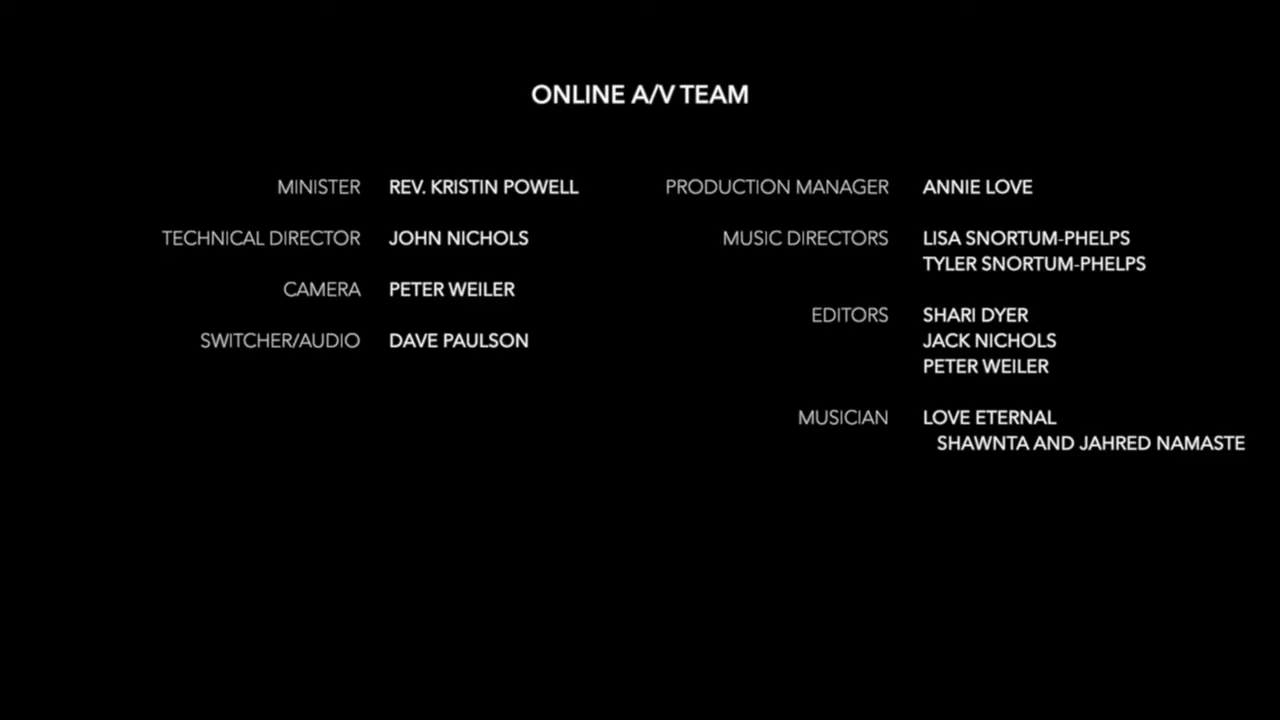 ONLINE A/V TEAM
MINISTER REV. KRISTIN POWELL
TECHNICAL DIRECTOR JOHN NICHOLS
CAMERA PETER WEILER
SWITCHER/AUDIO DAVE PAULSON
PRODUCTION MANAGER ANNIE LOVE
MUSIC DIRECTORS LISA SNORTUM-PHELPS
TYLER SNORTUM-PHELPS
EDITORS SHARI DYER
JACK NICHOLS
PETER WEILER
MUSICIAN LOVE ETERNAL
SHAWNTA AND JAHRED NAMASTE